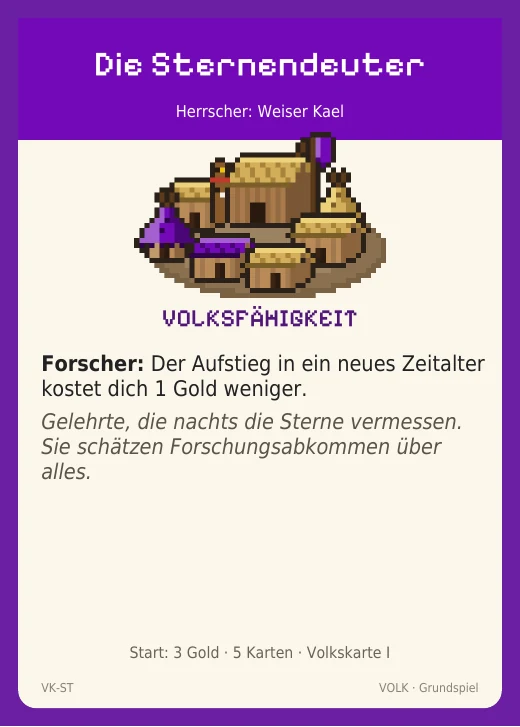 Die Sternendeuter
Herrscher: Weiser Kael
VOLKSFÄHIGKEIT
Forscher: Der Aufstieg in ein neues Zeitalter
kostet dich 1 Gold weniger.
Gelehrte, die nachts die Sterne vermessen.
Sie schätzen Forschungsabkommen über
alles.
Start: 3 Gold · 5 Karten · Volkskarte I
VK-ST
VOLK · Grundspiel